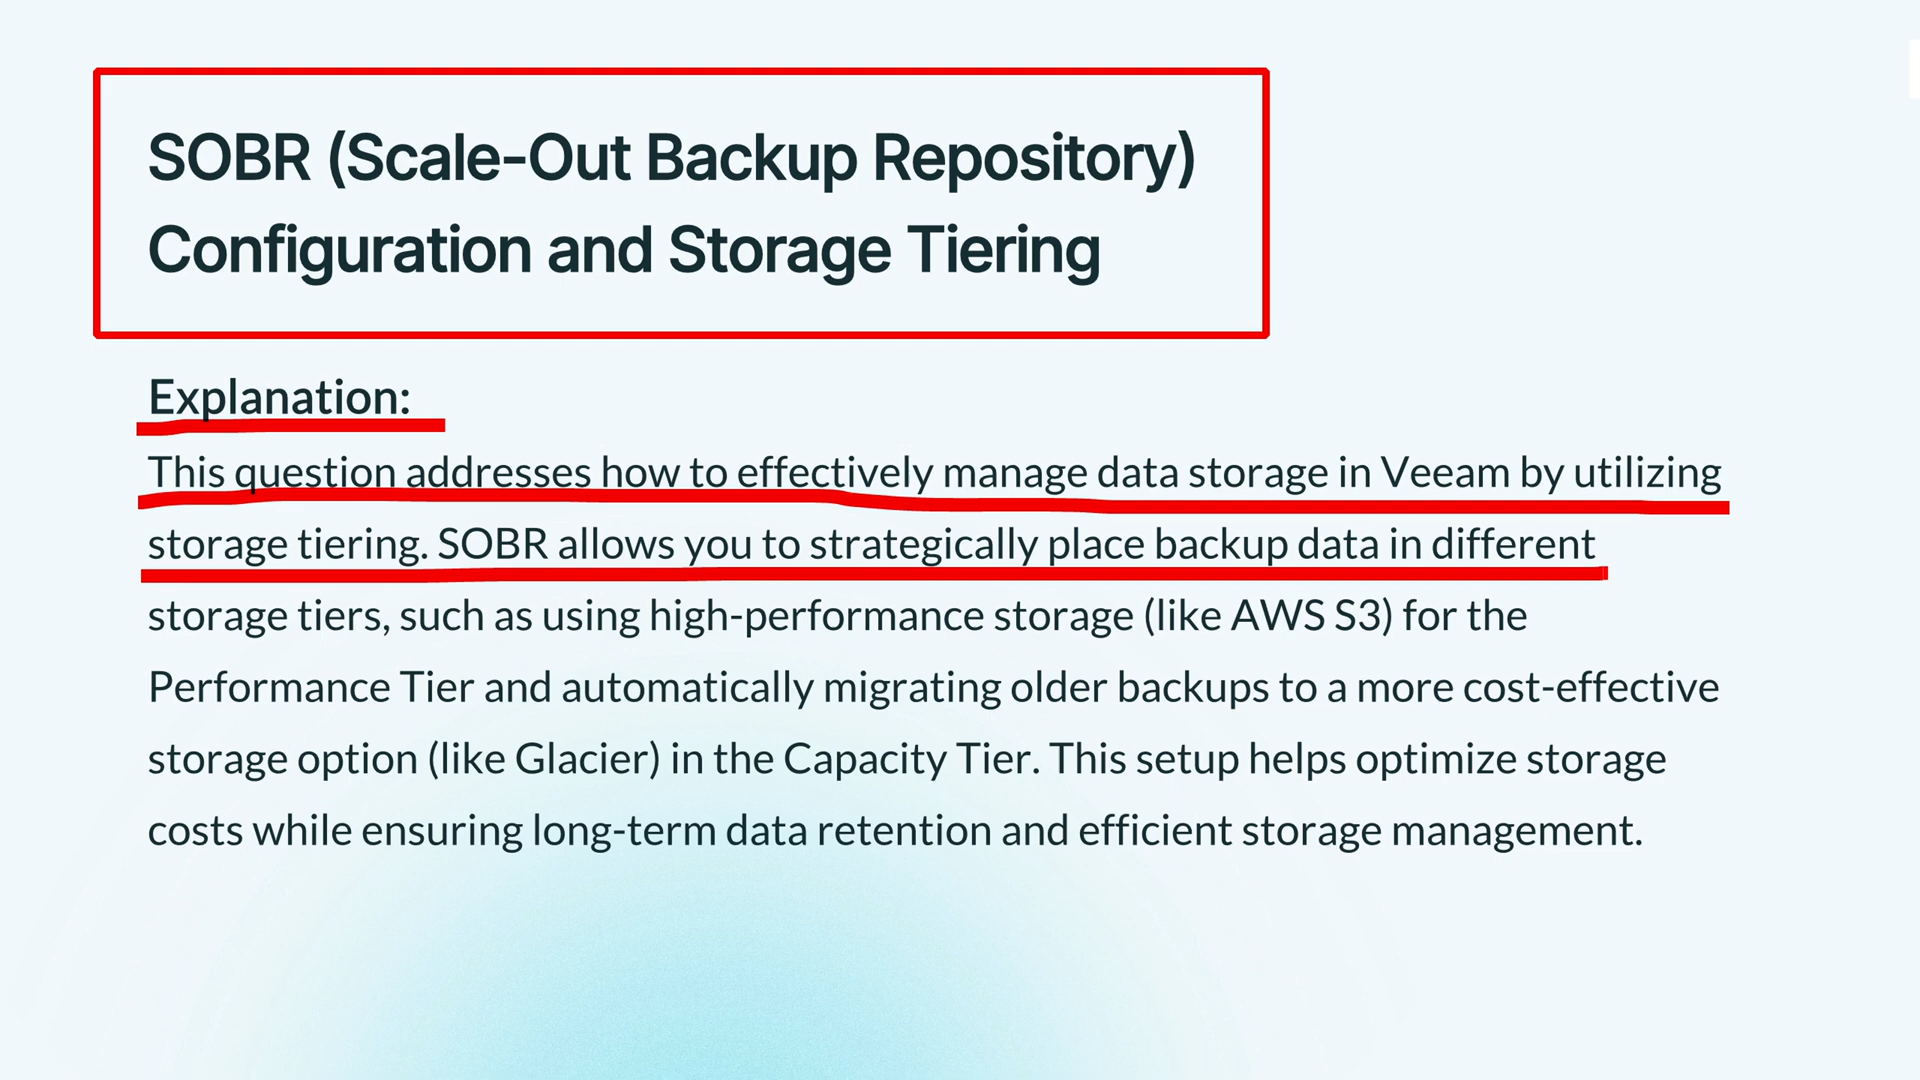 SOBR (Scale-Out Backup Repository)
Configuration and Storage Tiering
Explanation:
This question addresses how to effectively manage data storage in Veeam by utilizing
storage tiering. SOBR allows you to strategically place backup data in different
storage tiers, such as using high-performance storage (like AWS S3) for the
Performance Tier and automatically migrating older backups to a more cost-effective
storage option (like Glacier) in the Capacity Tier. This setup helps optimize storage
costs while ensuring long-term data retention and efficient storage management.